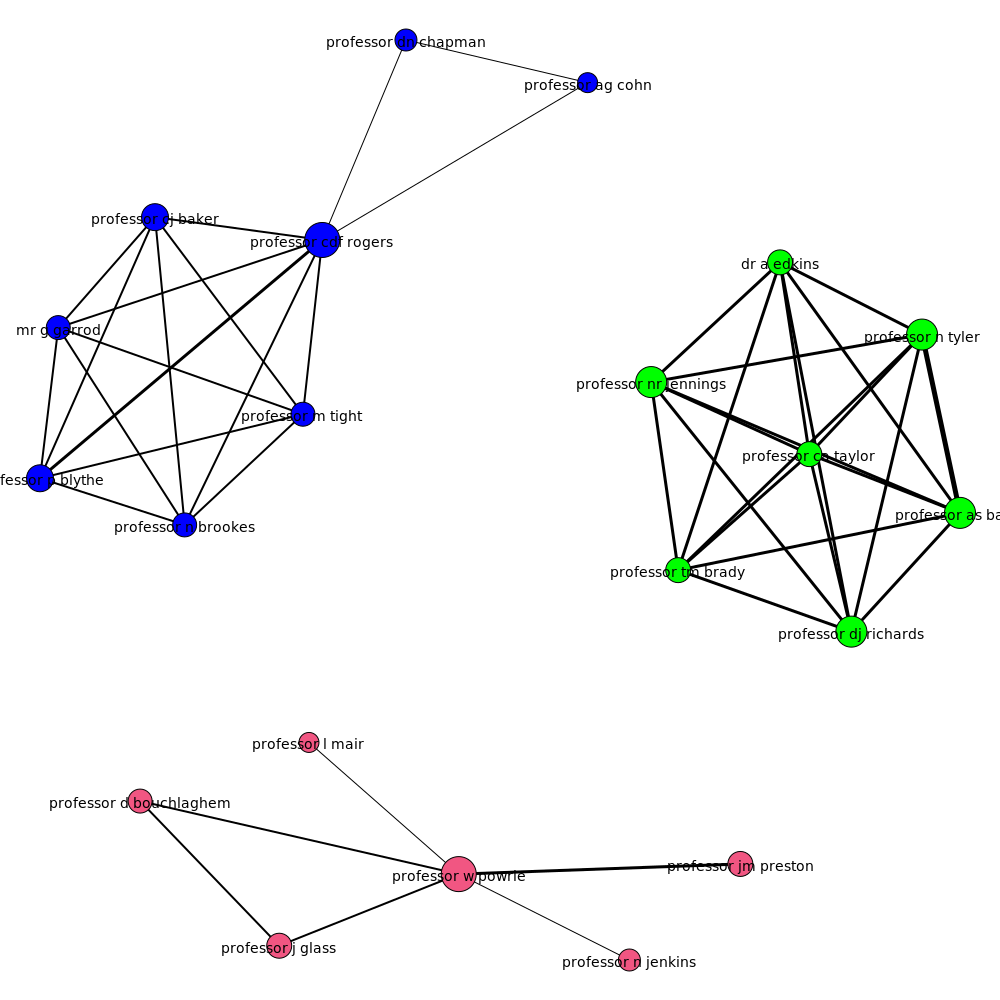 professor dn chapman
professor ag cohn
professor cj baker
professor cdf rogers
dr a edkins
mr g garrod
professor n tyler
professor nr jennings
professor m tight
professor ca taylor
fessor p blythe
professor as ba
professor n brookes
professor tm brady
professor dj richards
professor l mair
professor d bouchlaghem
professor jm preston
professor w powrie
professor j glass
professor n jenkins